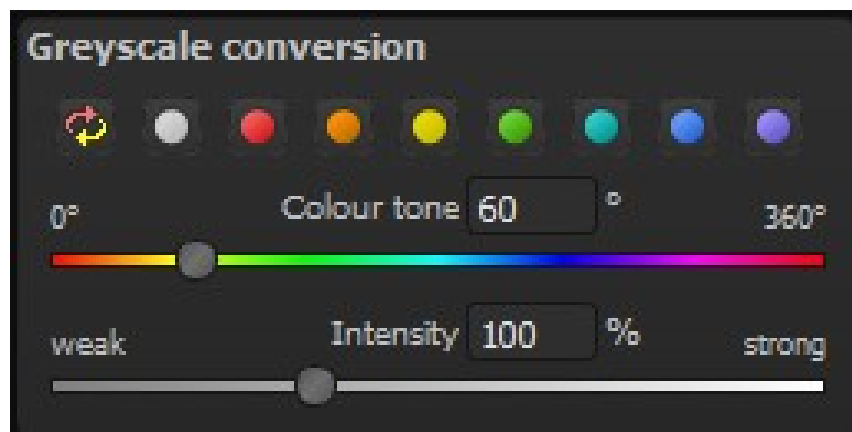 Greyscale conversion
0° Colour tone 60 ° 360°
weak Intensity 100 % strong